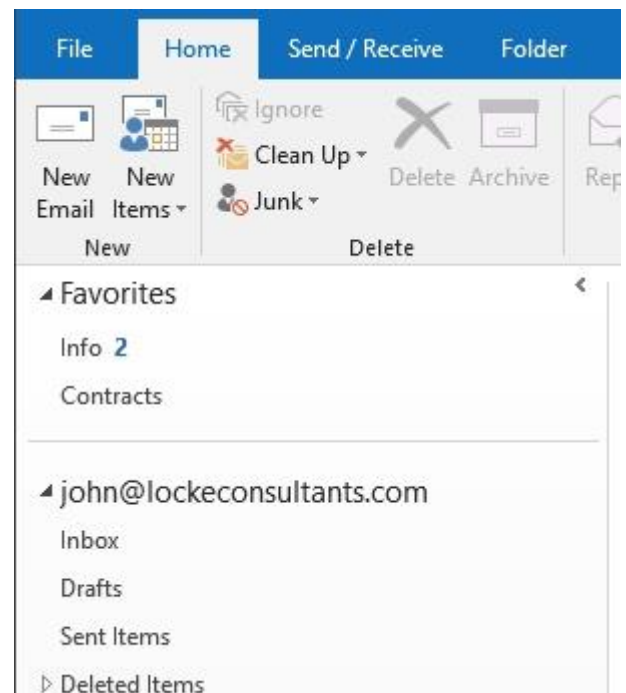 File Home Send / Receive Folder
Ignore
Clean Up
Junk
New Email
New Items
Delete Archive
New
Delete
Favorites
Info 2
Contracts
john@lockeconsultants.com
Inbox
Drafts
Sent Items
Deleted Items